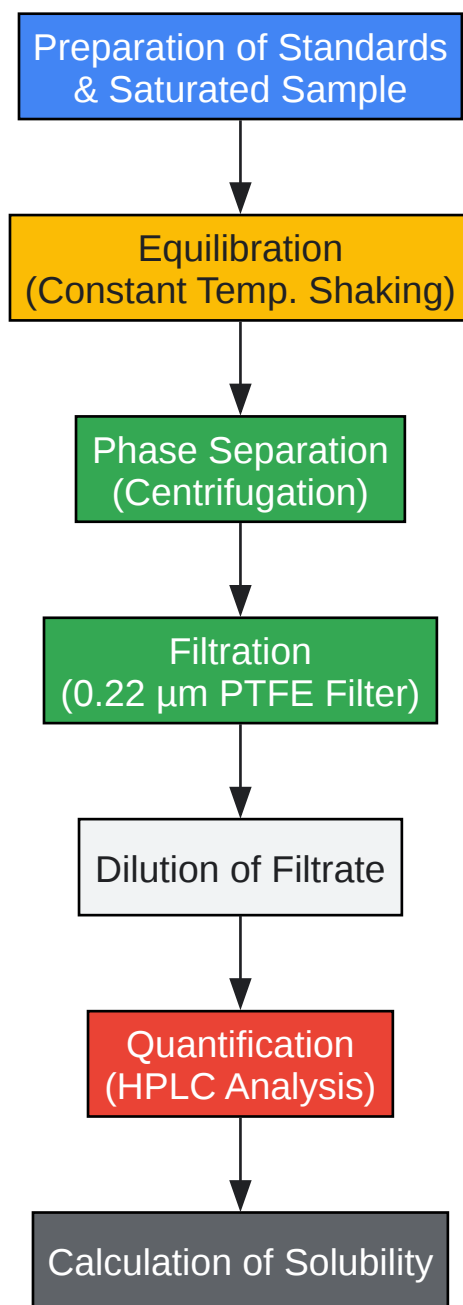 Preparation of Standards
& Saturated Sample
Equilibration
(Constant Temp. Shaking)
Phase Separation
(Centrifugation)
Filtration
(0.22 µm PTFE Filter)
Dilution of Filtrate
Quantification
(HPLC Analysis)
Calculation of Solubility